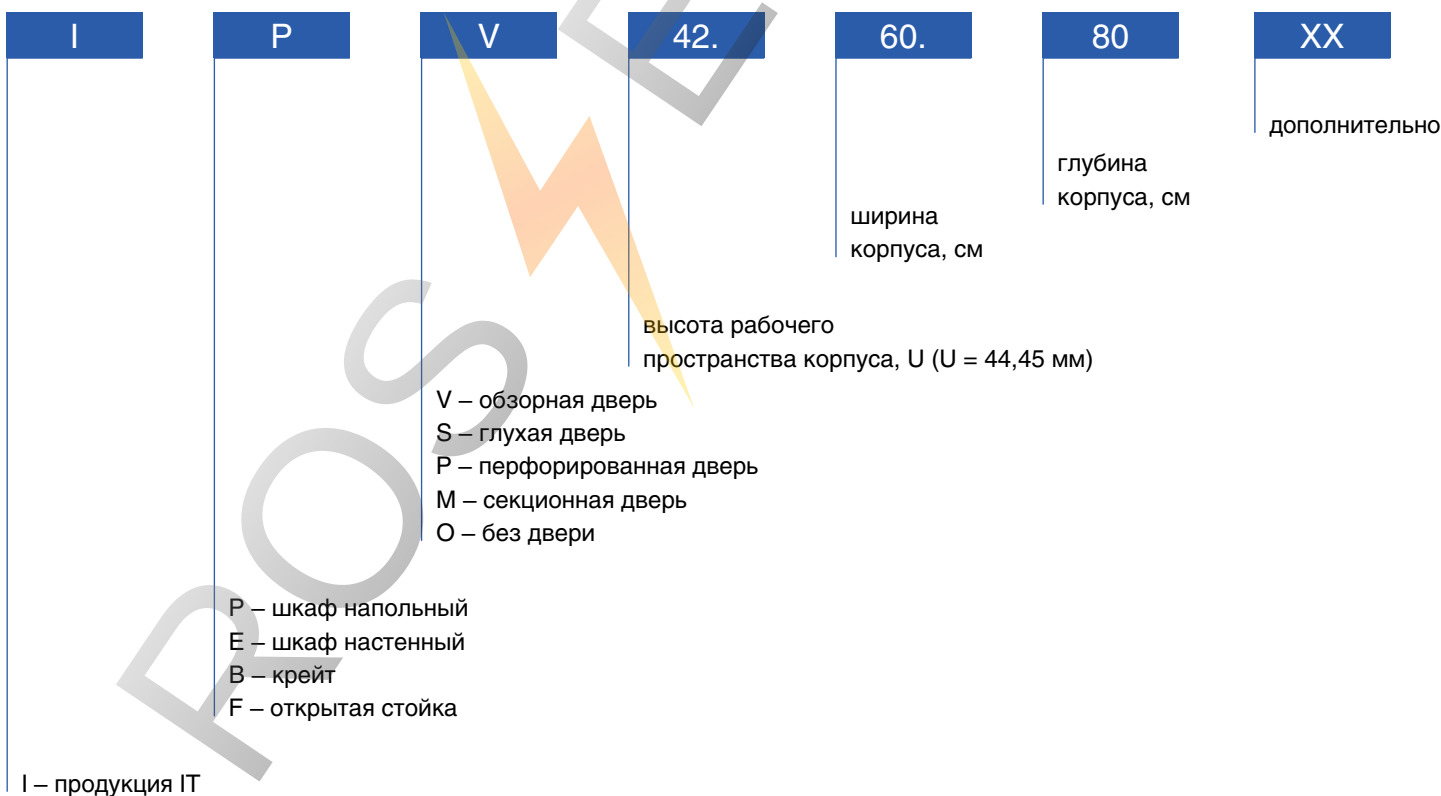 I P V 42. 60. 80 XX
дополнительно
глубина
корпуса, см
ширина
корпуса, см
высота рабочего
пространства корпуса, U (U = 44,45 мм)
V – обзорная дверь
S – глухая дверь
P – перфорированная дверь
M – секционная дверь
O – без двери
P – шкаф напольный
E – шкаф настенный
B – крейт
F – открытая стойка
I – продукция IT
ROS E